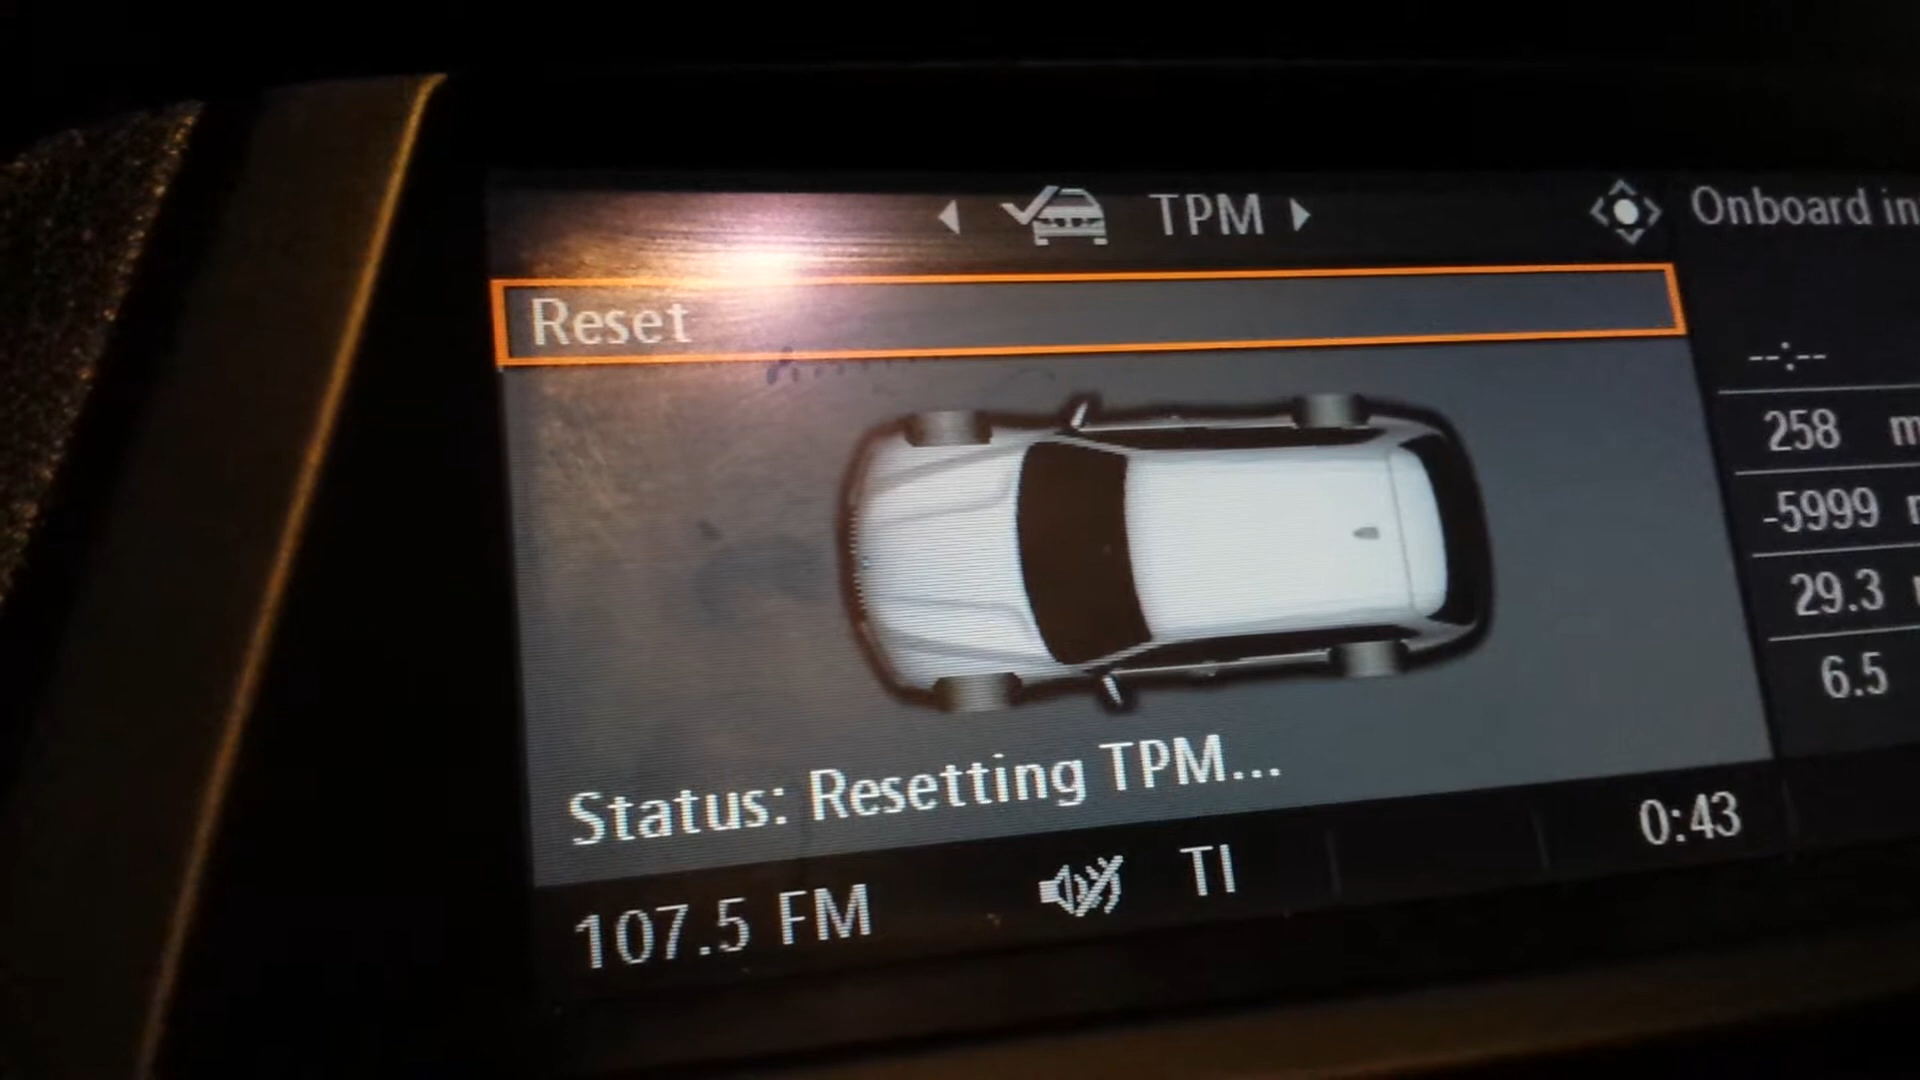 TPM
Onboard in
Reset
--:--
258 m
-5999
29.3
6.5
Status: Resetting TPM...
0:43
107.5 FM
TI